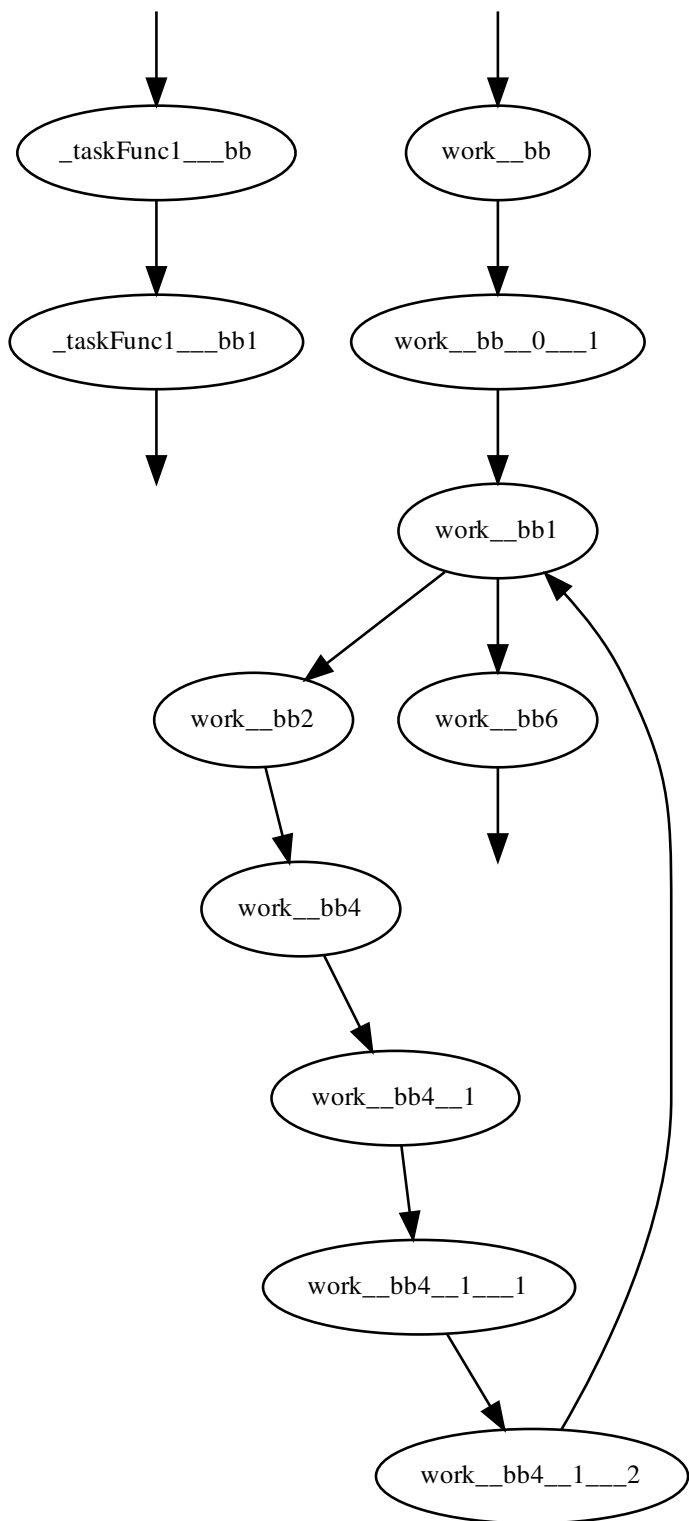 _taskFunc1___bb
work__bb
_taskFunc1___bb1
work__bb__0___1
work__bb1
work__bb2
work__bb6
work__bb4
work__bb4__1
work__bb4__1___1
work__bb4__1___2